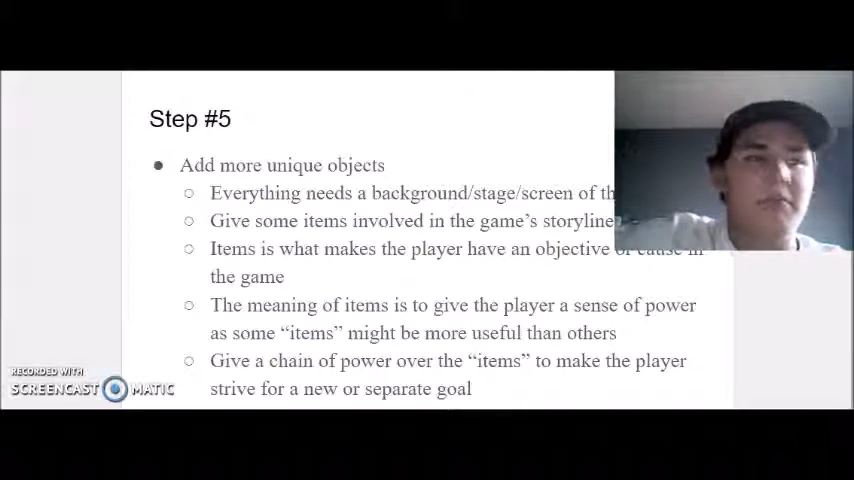 Step #5
● Add more unique objects
○ Everything needs a background/stage/screen of
○ Give some items involved in the game's storyline
○ Items is what makes the player have an objective or cause in
the game
○ The meaning of items is to give the player a sense of power
as some “items” might be more useful than others
○ Give a chain of power over the “items” to make the player
strive for a new or separate goal
RECORDED WITH
SCREENCAST MATIC